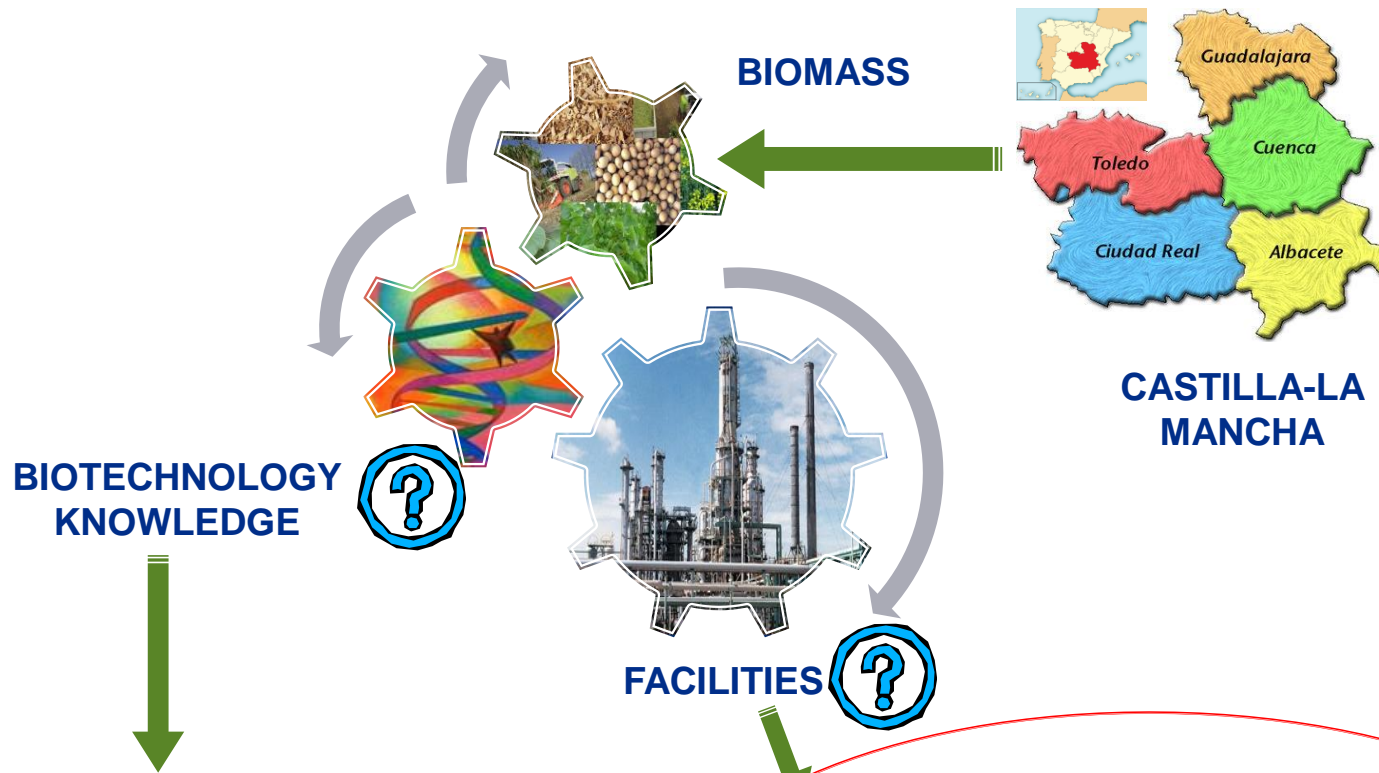 BIOMASS
Guadalajara
Cuenca
Toledo
Ciudad Real
Albacete
CASTILLA-LA
MANCHA
BIOTECHNOLOGY
KNOWLEDGE
?
FACILITIES
?